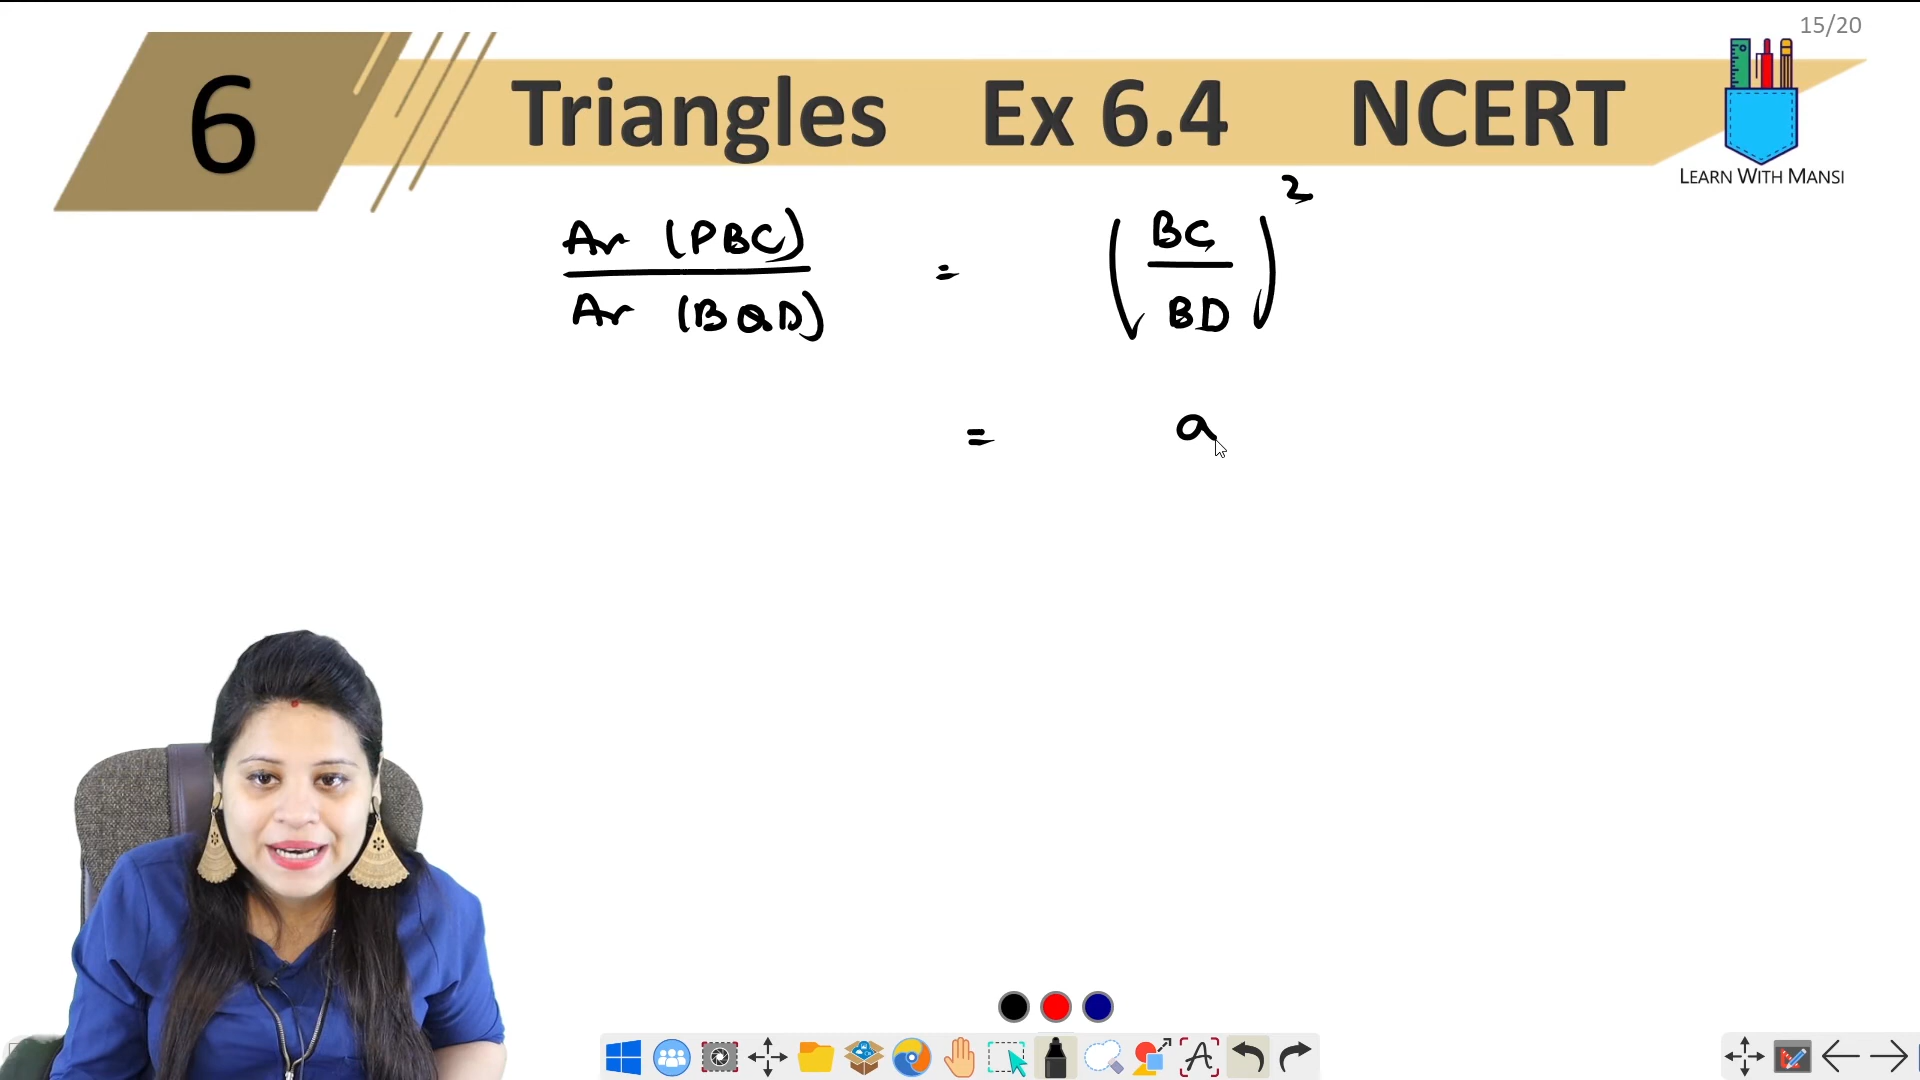 15/20
6 Triangles Ex 6.4 NCERT
LEARN WITH MANSI
Ar (PBC) = (BC)²
Ar (BQD) (BD)
= a